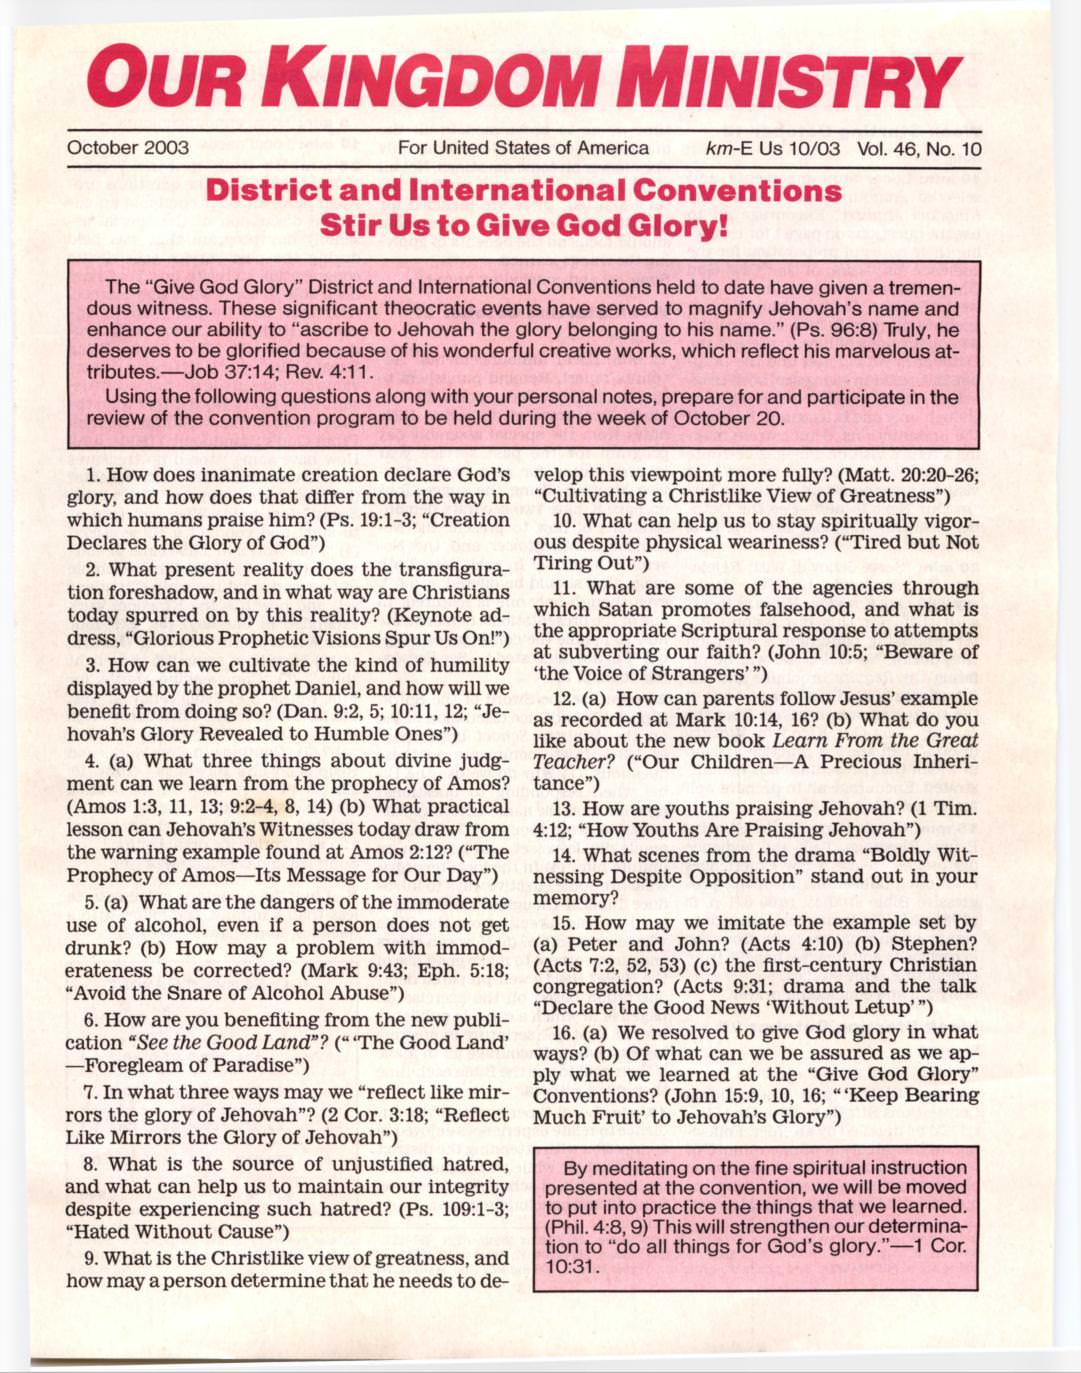 OUR KINGDOM MINISTRY
October 2003 For United States of America km-E Us 10/03 Vol. 46, No. 10
District and International Conventions
Stir Us to Give God Glory!
The “Give God Glory” District and International Conventions held to date have given a tremen-
dous witness. These significant theocratic events have served to magnify Jehovah’s name and
enhance our ability to “ascribe to Jehovah the glory belonging to his name.” (Ps. 96:8) Truly, he
deserves to be glorified because of his wonderful creative works, which reflect his marvelous at-
tributes.—Job 37:14; Rev. 4:11.
Using the following questions along with your personal notes, prepare for and participate in the
review of the convention program to be held during the week of October 20.
1. How does inanimate creation declare God’s
glory, and how does that differ from the way in
which humans praise him? (Ps. 19:1-3; “Creation
Declares the Glory of God”)
2. What present reality does the transfigura-
tion foreshadow, and in what way are Christians
today spurred on by this reality? (Keynote ad-
dress, “Glorious Prophetic Visions Spur Us On!”)
3. How can we cultivate the kind of humility
displayed by the prophet Daniel, and how will we
benefit from doing so? (Dan. 9:2, 5; 10:11, 12; “Je-
hovah’s Glory Revealed to Humble Ones”)
4. (a) What three things about divine judg-
ment can we learn from the prophecy of Amos?
(Amos 1:3, 11, 13; 9:2-4, 8, 14) (b) What practical
lesson can Jehovah’s Witnesses today draw from
the warning example found at Amos 2:12? (“The
Prophecy of Amos—Its Message for Our Day”)
5. (a) What are the dangers of the immoderate
use of alcohol, even if a person does not get
drunk? (b) How may a problem with immod-
erateness be corrected? (Mark 9:43; Eph. 5:18;
“Avoid the Snare of Alcohol Abuse”)
6. How are you benefiting from the new publi-
cation “See the Good Land”? (“ ‘The Good Land’
—Foregleam of Paradise”)
7. In what three ways may we “reflect like mir-
rors the glory of Jehovah”? (2 Cor. 3:18; “Reflect
Like Mirrors the Glory of Jehovah”)
8. What is the source of unjustified hatred,
and what can help us to maintain our integrity
despite experiencing such hatred? (Ps. 109:1-3;
“Hated Without Cause”)
9. What is the Christlike view of greatness, and
how may a person determine that he needs to de-
velop this viewpoint more fully? (Matt. 20:20-26;
“Cultivating a Christlike View of Greatness”)
10. What can help us to stay spiritually vigor-
ous despite physical weariness? (“Tired but Not
Tiring Out”)
11. What are some of the agencies through
which Satan promotes falsehood, and what is
the appropriate Scriptural response to attempts
at subverting our faith? (John 10:5; “Beware of
‘the Voice of Strangers’ ”)
12. (a) How can parents follow Jesus’ example
as recorded at Mark 10:14, 16? (b) What do you
like about the new book Learn From the Great
Teacher? (“Our Children—A Precious Inheri-
tance”)
13. How are youths praising Jehovah? (1 Tim.
4:12; “How Youths Are Praising Jehovah”)
14. What scenes from the drama “Boldly Wit-
nessing Despite Opposition” stand out in your
memory?
15. How may we imitate the example set by
(a) Peter and John? (Acts 4:10) (b) Stephen?
(Acts 7:2, 52, 53) (c) the first-century Christian
congregation? (Acts 9:31; drama and the talk
“Declare the Good News ‘Without Letup’ ”)
16. (a) We resolved to give God glory in what
ways? (b) Of what can we be assured as we ap-
ply what we learned at the “Give God Glory”
Conventions? (John 15:9, 10, 16; “ ‘Keep Bearing
Much Fruit’ to Jehovah’s Glory”)
By meditating on the fine spiritual instruction
presented at the convention, we will be moved
to put into practice the things that we learned.
(Phil. 4:8, 9) This will strengthen our determina-
tion to “do all things for God’s glory.”—1 Cor.
10:31.